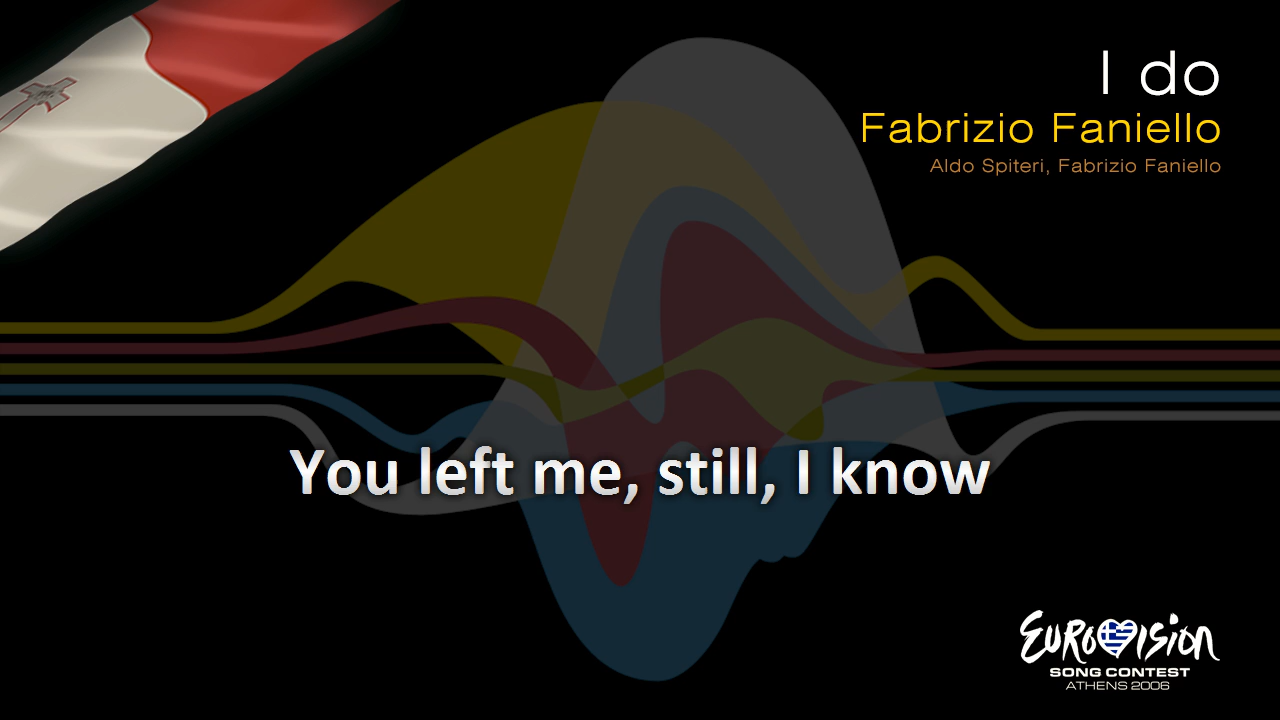 I do
Fabrizio Faniello
Aldo Spiteri, Fabrizio Faniello
You left me, still, I know
EUROVISION
SONG CONTEST
ATHENS 2006